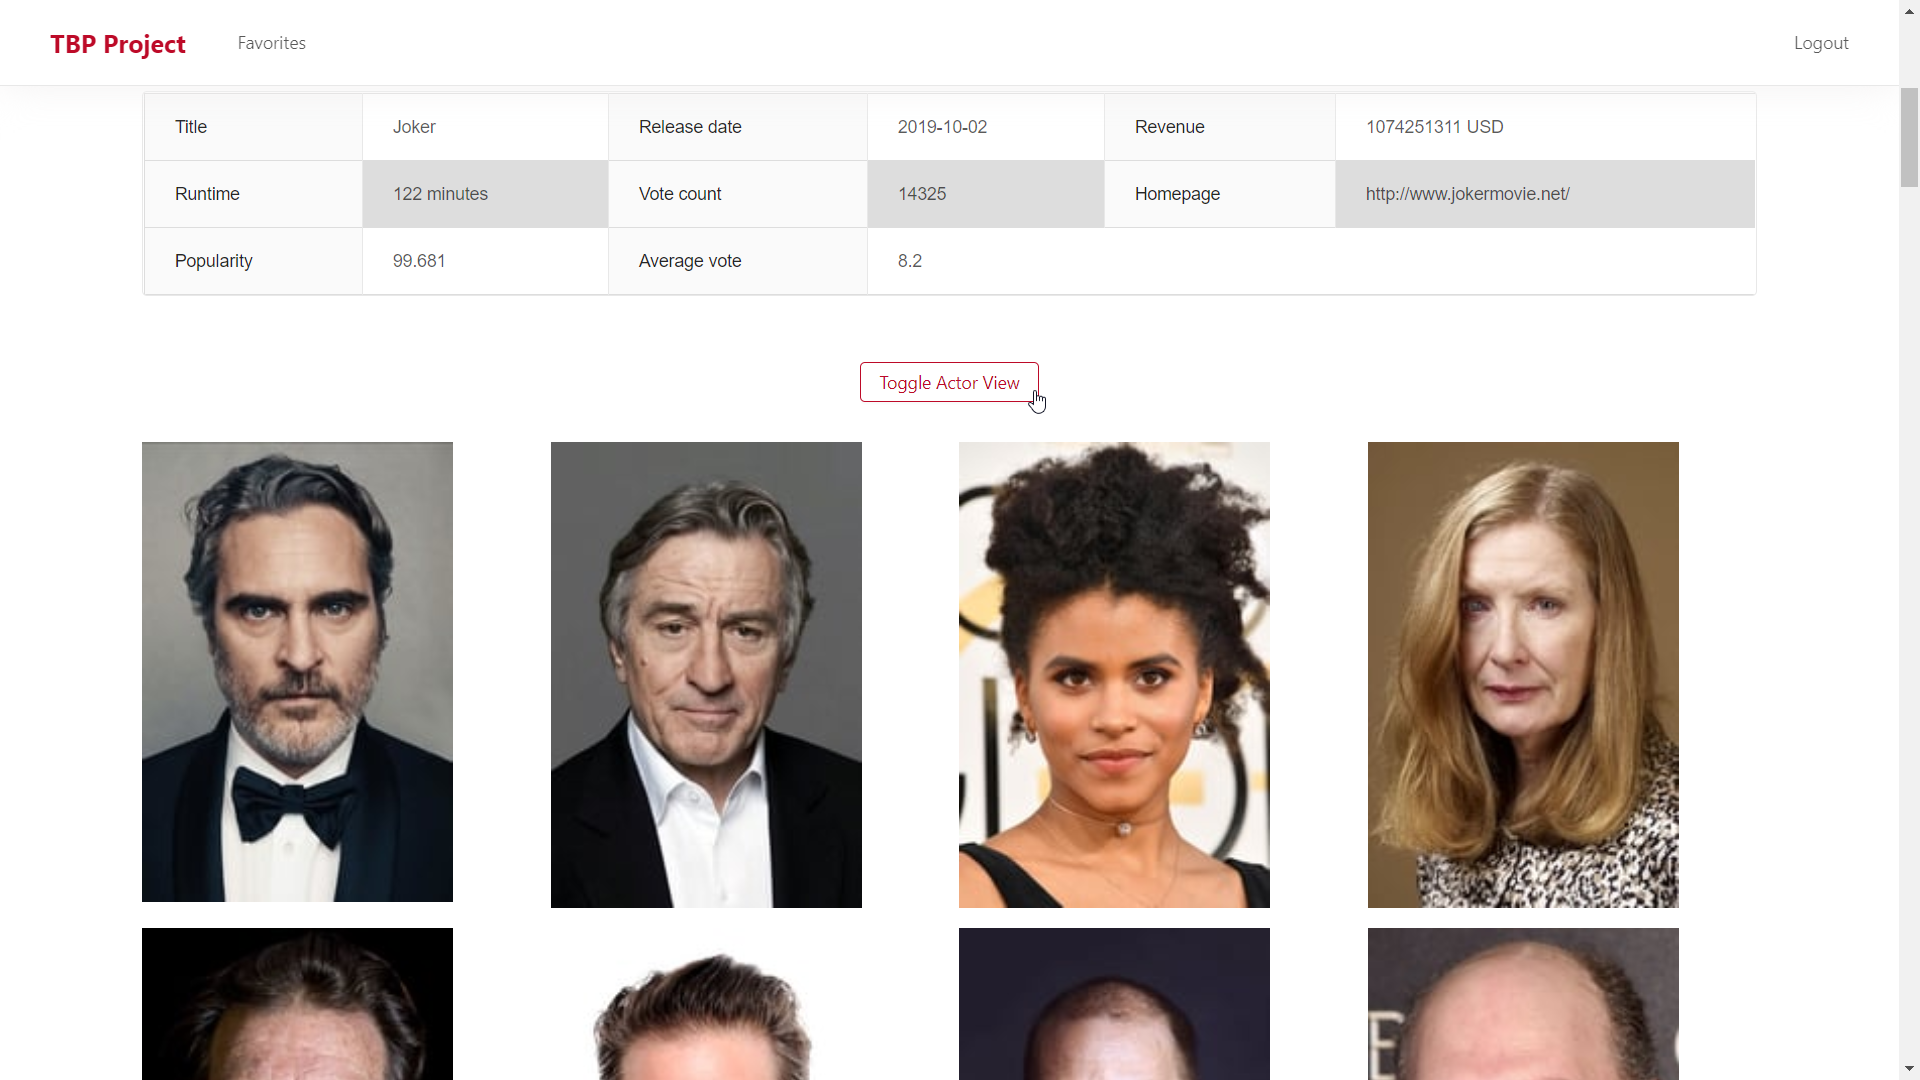 TBP Project Favorites Logout
Title Joker Release date 2019-10-02 Revenue 1074251311 USD
Runtime 122 minutes Vote count 14325 Homepage http://www.jokermovie.net/
Popularity 99.681 Average vote 8.2
Toggle Actor View